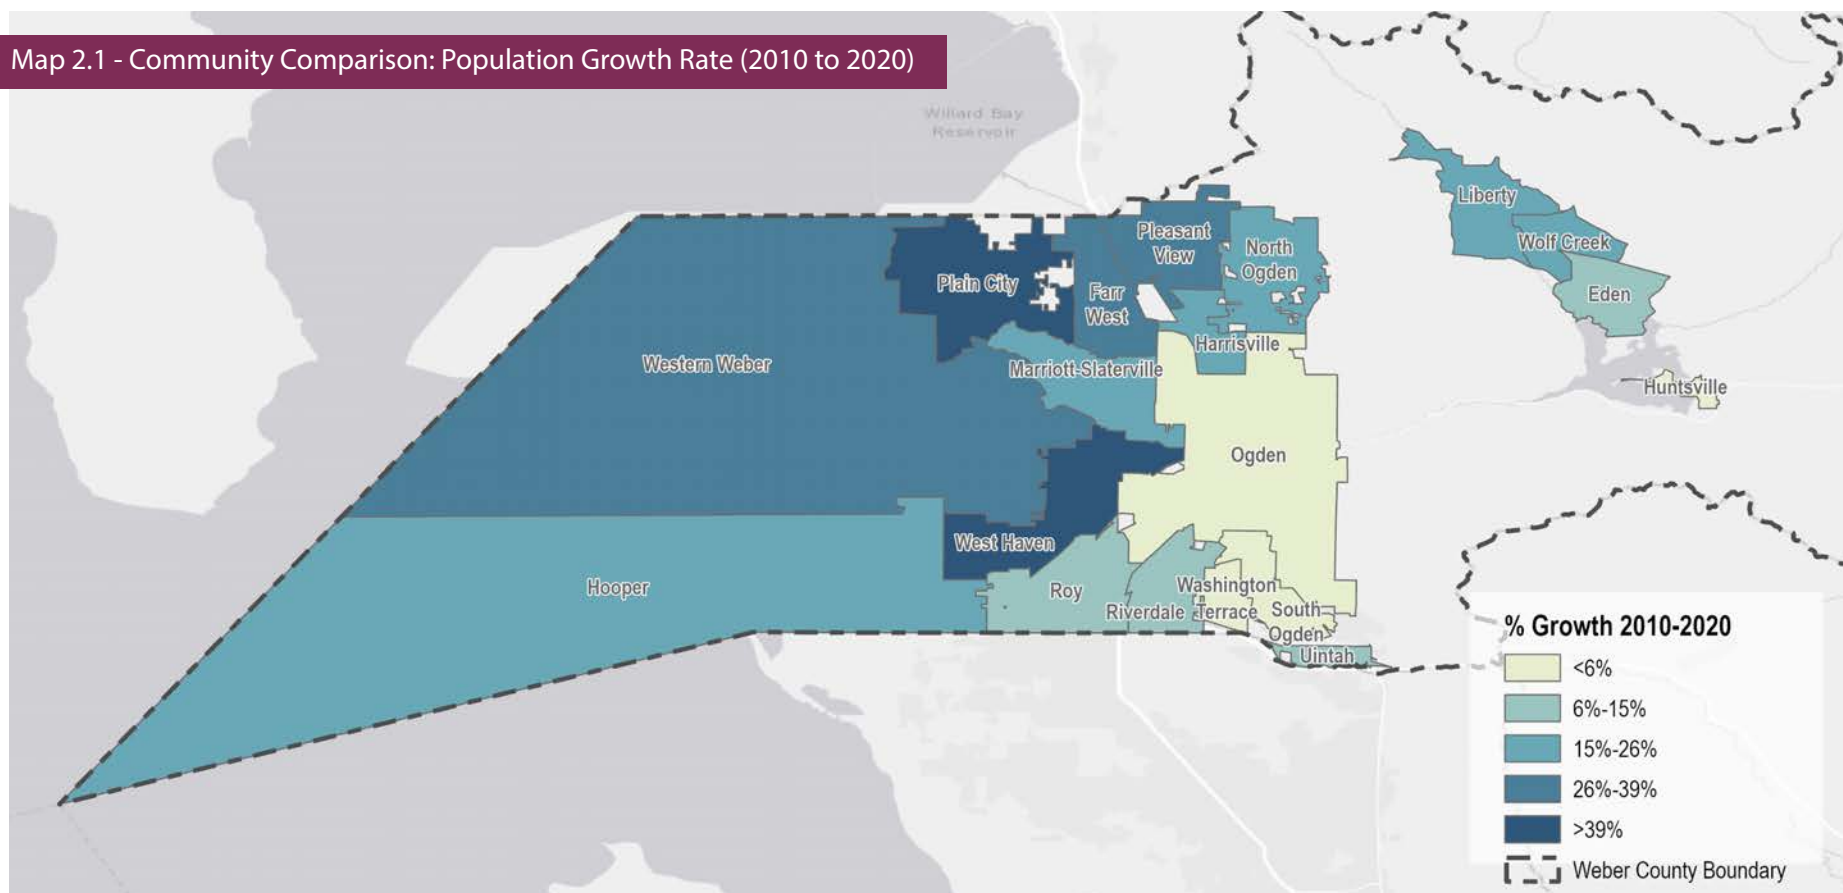 Map 2.1 - Community Comparison: Population Growth Rate (2010 to 2020)
Willard Bay
Reservoir
Liberty
Wolf Creek
Eden
Huntsville
Pleasant
View
North
Ogden
Plain City
Farr
West
Harrisville
Western Weber
Marriott-Slaterville
Ogden
West Haven
Hooper
Roy
Riverdale
Washington
Terrace
South
Ogden
Uintah
% Growth 2010-2020
<6%
6%-15%
15%-26%
26%-39%
>39%
Weber County Boundary